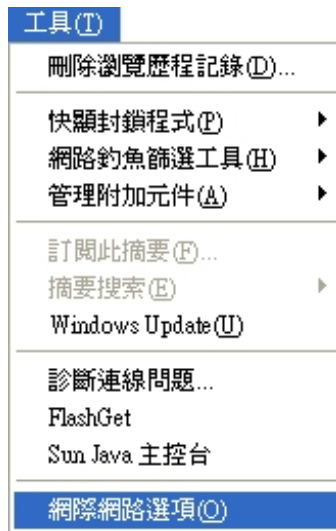 工具(T)
刪除瀏覽歷程記錄(D)...
快顯封鎖程式(P)
網路釣魚篩選工具(H)
管理附加元件(A)
訂閱此摘要(F)...
摘要搜索(E)
Windows Update(U)
診斷連線問題...
FlashGet
Sun Java 主控台
網際網路選項(O)